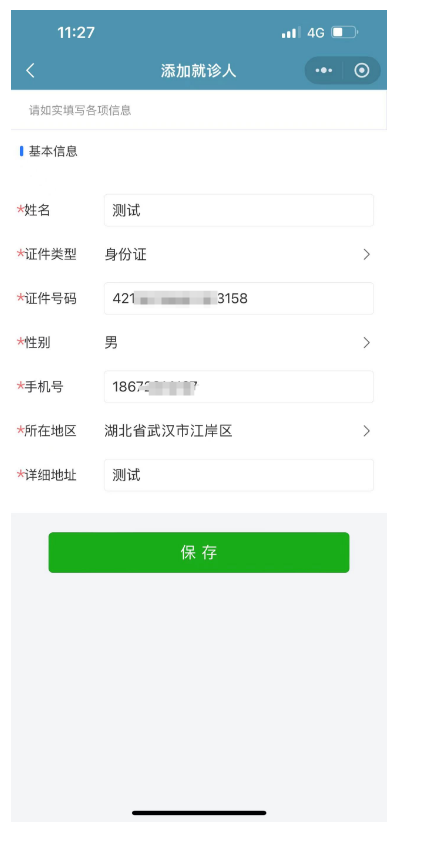 11:27
4G
添加就诊人
请如实填写各项信息
基本信息
*姓名 测试
*证件类型 身份证
*证件号码 421 3158
*性别 男
*手机号 1867 7
*所在地区 湖北省武汉市江岸区
*详细地址 测试
保存